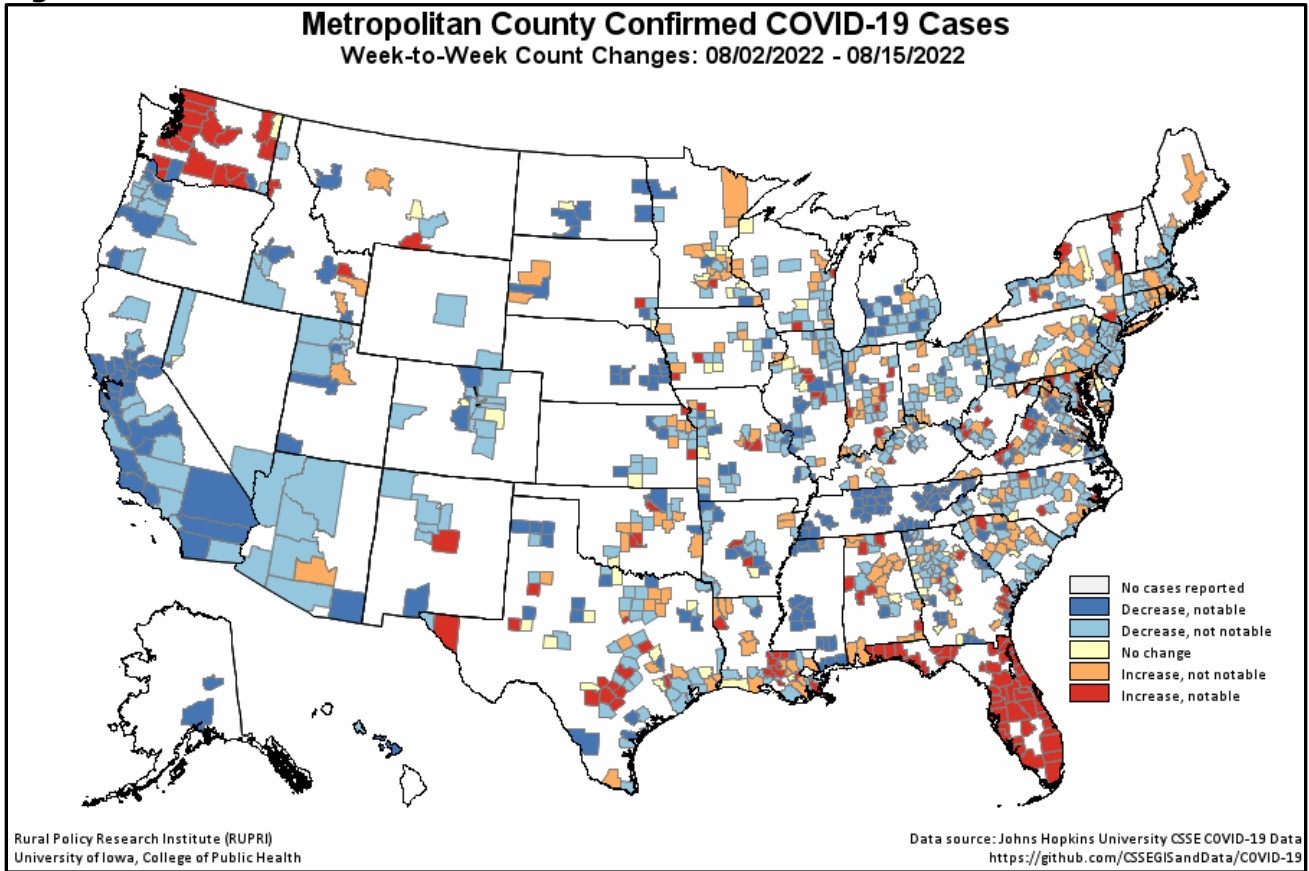 Metropolitan County Confirmed COVID-19 Cases
Week-to-Week Count Changes: 08/02/2022 - 08/15/2022
No cases reported
Decrease, notable
Decrease, not notable
No change
Increase, not notable
Increase, notable
Rural Policy Research Institute (RUPRI)
University of Iowa, College of Public Health
Data source: Johns Hopkins University CSSE COVID-19 Data
https://github.com/CSSEGISandData/COVID-19